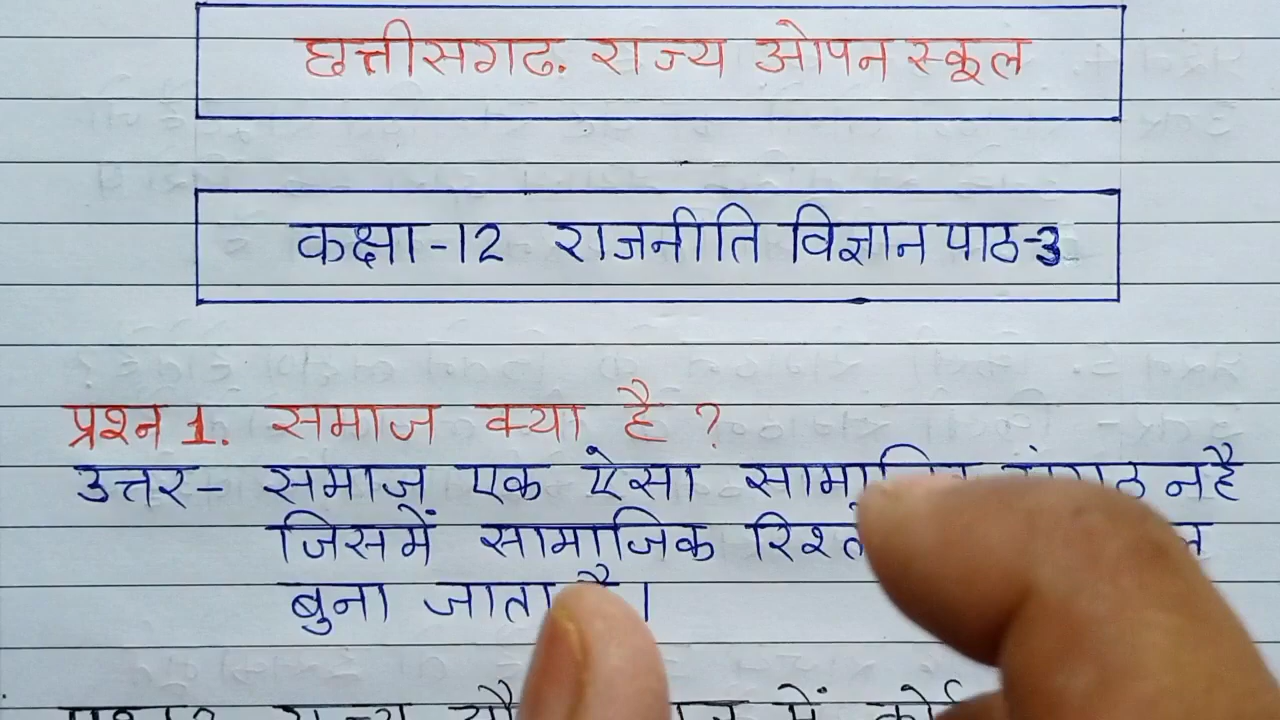 छत्तीसगढ़ राज्य ओपन स्कूल
कक्षा-12 राजनीति विज्ञान पाठ-3
प्रश्न 1. समाज क्या है ?
उत्तर- समाज एक ऐसा है
जिसमें सामाजिक
बुना जाता है।
में